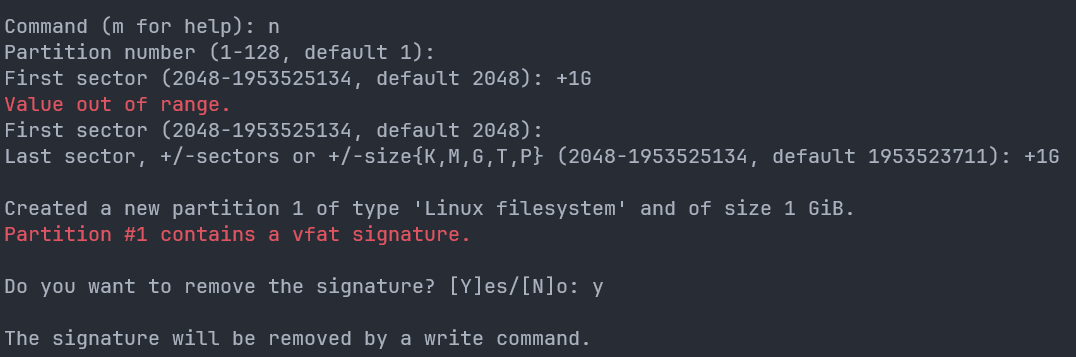 Command (m for help): n
Partition number (1-128, default 1):
First sector (2048-1953525134, default 2048): +1G
Value out of range.
First sector (2048-1953525134, default 2048):
Last sector, +/-sectors or +/-size{K,M,G,T,P} (2048-1953525134, default 1953523711): +1G
Created a new partition 1 of type 'Linux filesystem' and of size 1 GiB.
Partition #1 contains a vfat signature.
Do you want to remove the signature? [Y]es/[N]o: y
The signature will be removed by a write command.